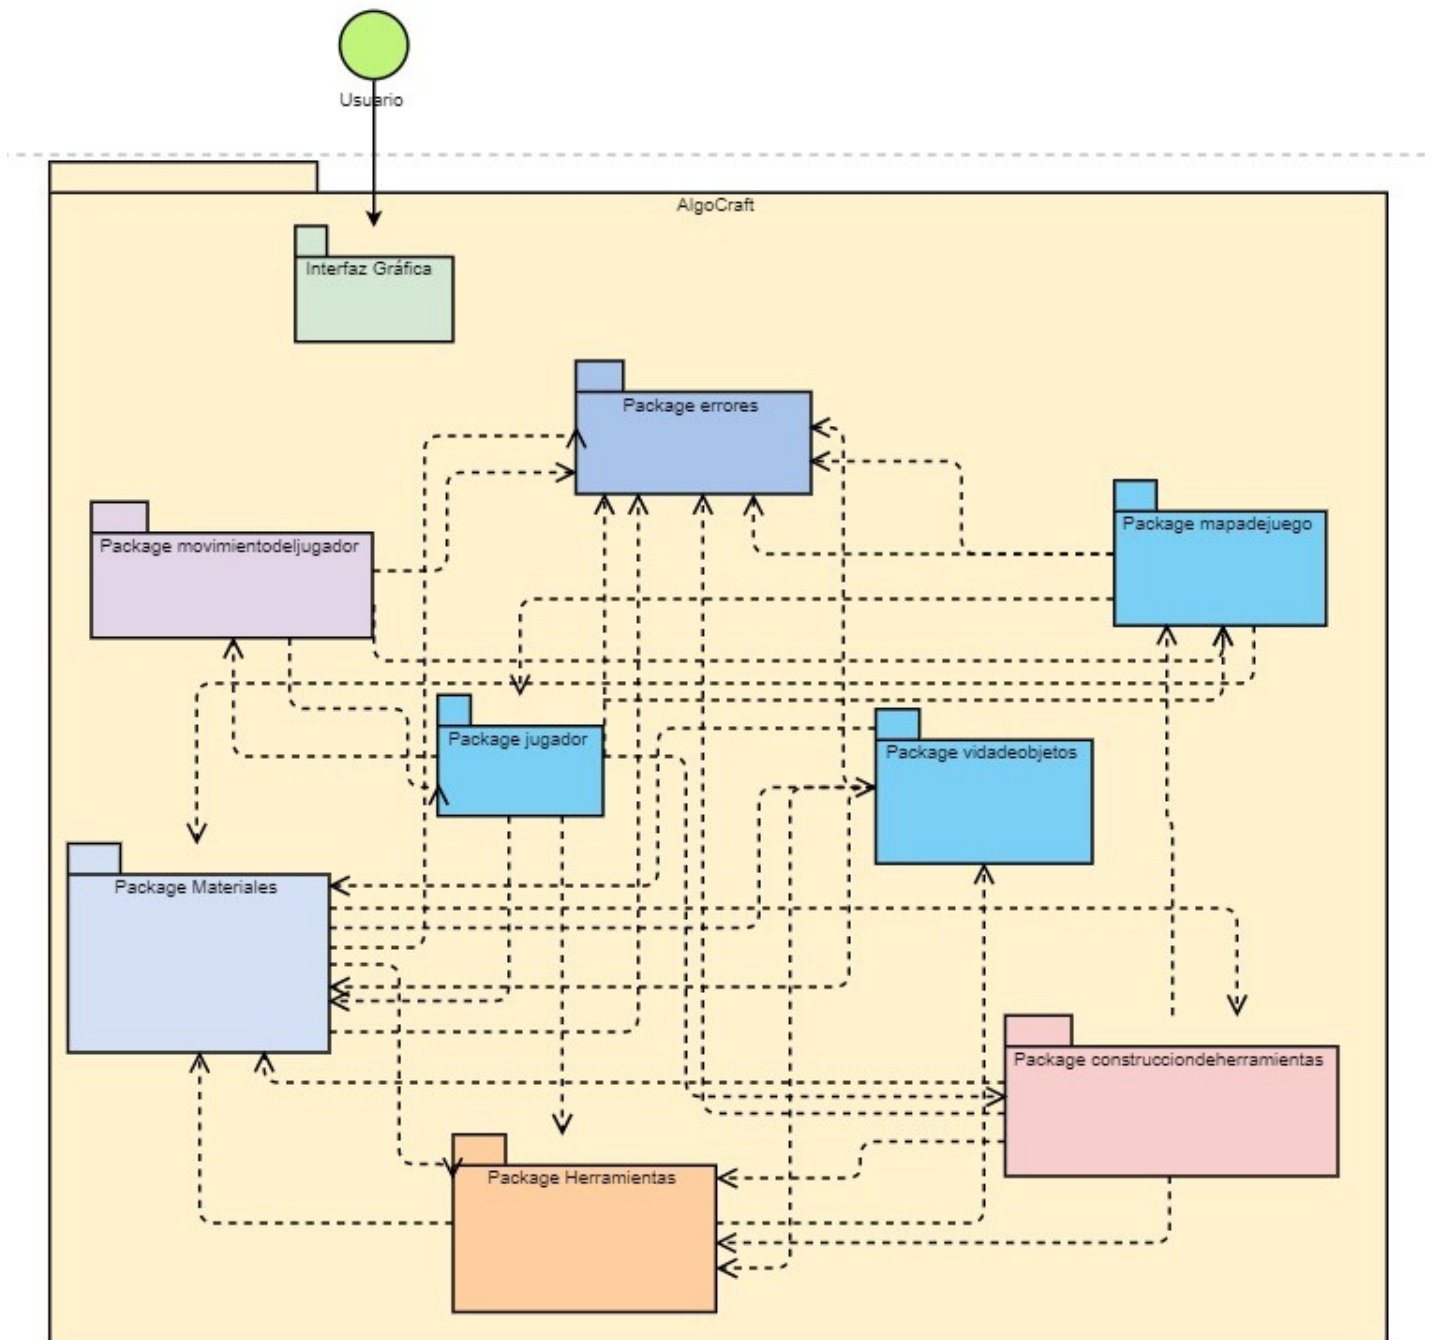 Usuario
AlgoCraft
Interfaz Gráfica
Package errores
Package mapadejuego
Package movimientodeljugador
Package jugador
Package vidadeobjetos
Package Materiales
Package construcciondeherramientas
Package Herramientas